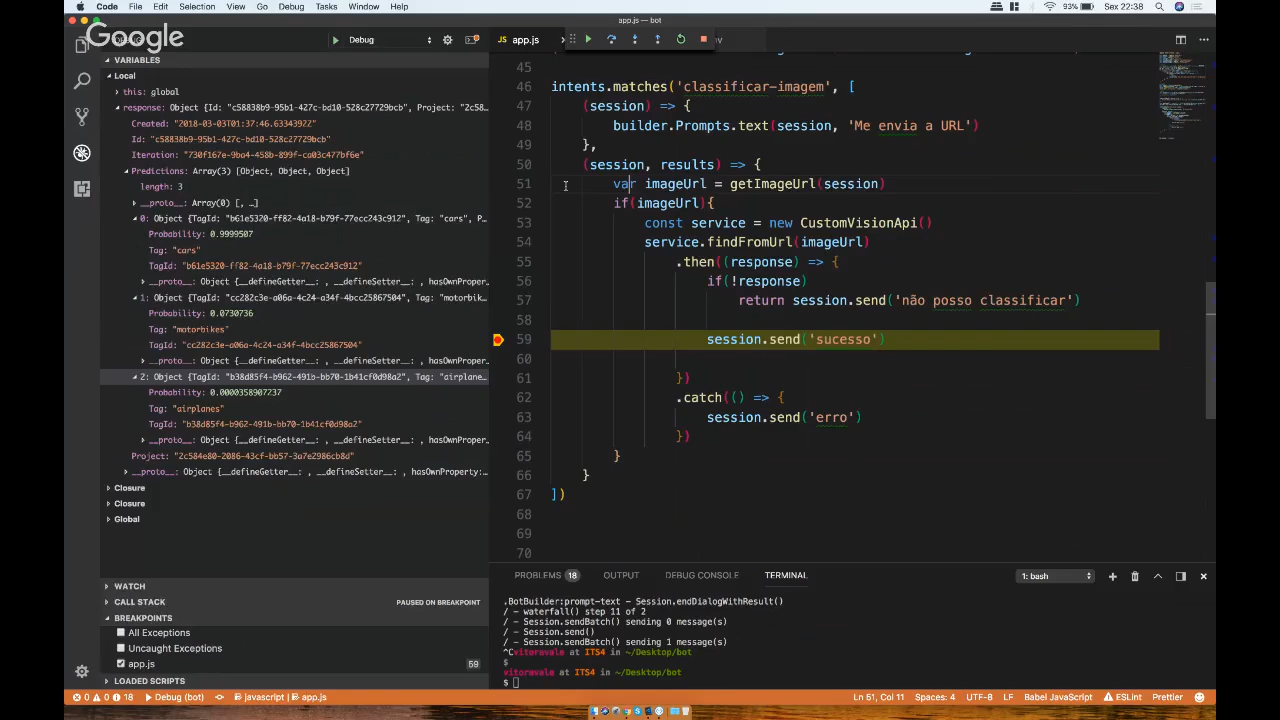 Code File Edit Selection View Go Debug Tasks Window Help 93% Sex 22:38
app.js — bot
Google
Debug
JS app.js
VARIABLES
Local
this: global
response: Object {Id: "c58838b9-95b1-427c-bd10-528c27729bcb", Project: "2c58…
Created: "2018-03-03T01:37:46.6334392Z"
Id: "c58838b9-95b1-427c-bd10-528c27729bcb"
Iteration: "730f167e-9ba4-458b-899f-ca03c477bf6e"
Predictions: Array(3) [Object, Object, Object]
length: 3
__proto__: Array(0) [, …]
0: Object {TagId: "b61e5320-ff82-4a18-b79f-77ecc243c912", Tag: "cars", P…
Probability: 0.9999507
Tag: "cars"
TagId: "b61e5320-ff82-4a18-b79f-77ecc243c912"
__proto__: Object {__defineGetter__: , __defineSetter__: , hasOwnProper…
1: Object {TagId: "cc282c3e-a06a-4c24-a34f-4bcc25867504", Tag: "motorbik…
Probability: 0.0730736
Tag: "motorbikes"
TagId: "cc282c3e-a06a-4c24-a34f-4bcc25867504"
__proto__: Object {__defineGetter__: , __defineSetter__: , hasOwnProper…
2: Object {TagId: "b38d85f4-b962-491b-bb70-1b41cf0d98a2", Tag: "airplane…
Probability: 0.0000358907237
Tag: "airplanes"
TagId: "b38d85f4-b962-491b-bb70-1b41cf0d98a2"
__proto__: Object {__defineGetter__: , __defineSetter__: , hasOwnProper…
Project: "2c584e80-2086-43cf-bb57-3a7e2986cb8d"
__proto__: Object {__defineGetter__: , __defineSetter__: , hasOwnProperty:…
Closure
Closure
Global
WATCH
CALL STACK PAUSED ON BREAKPOINT
BREAKPOINTS
All Exceptions
Uncaught Exceptions
app.js 59
LOADED SCRIPTS
45
46 intents.matches('classificar-imagem', [
47 (session) => {
48 builder.Prompts.text(session, 'Me envia a URL')
49 },
50 (session, results) => {
51 var imageUrl = getImageUrl(session)
52 if(imageUrl){
53 const service = new CustomVisionApi()
54 service.findFromUrl(imageUrl)
55 .then((response) => {
56 if(!response)
57 return session.send('não posso classificar')
58
59 session.send('sucesso')
60
61 })
62 .catch(() => {
63 session.send('erro')
64 })
65 }
66 }
67 ])
68
69
70
PROBLEMS 18 OUTPUT DEBUG CONSOLE TERMINAL 1: bash
.BotBuilder:prompt-text - Session.endDialogWithResult()
/ - waterfall() step 11 of 2
/ - Session.sendBatch() sending 0 message(s)
/ - Session.send()
/ - Session.sendBatch() sending 1 message(s)
^Cvitoravale at ITS4 in ~/Desktop/bot
$
vitoravale at ITS4 in ~/Desktop/bot
$
0 0 18 Debug (bot) javascript | app.js Ln 51, Col 11 Spaces: 4 UTF-8 LF Babel JavaScript ESLint Prettier